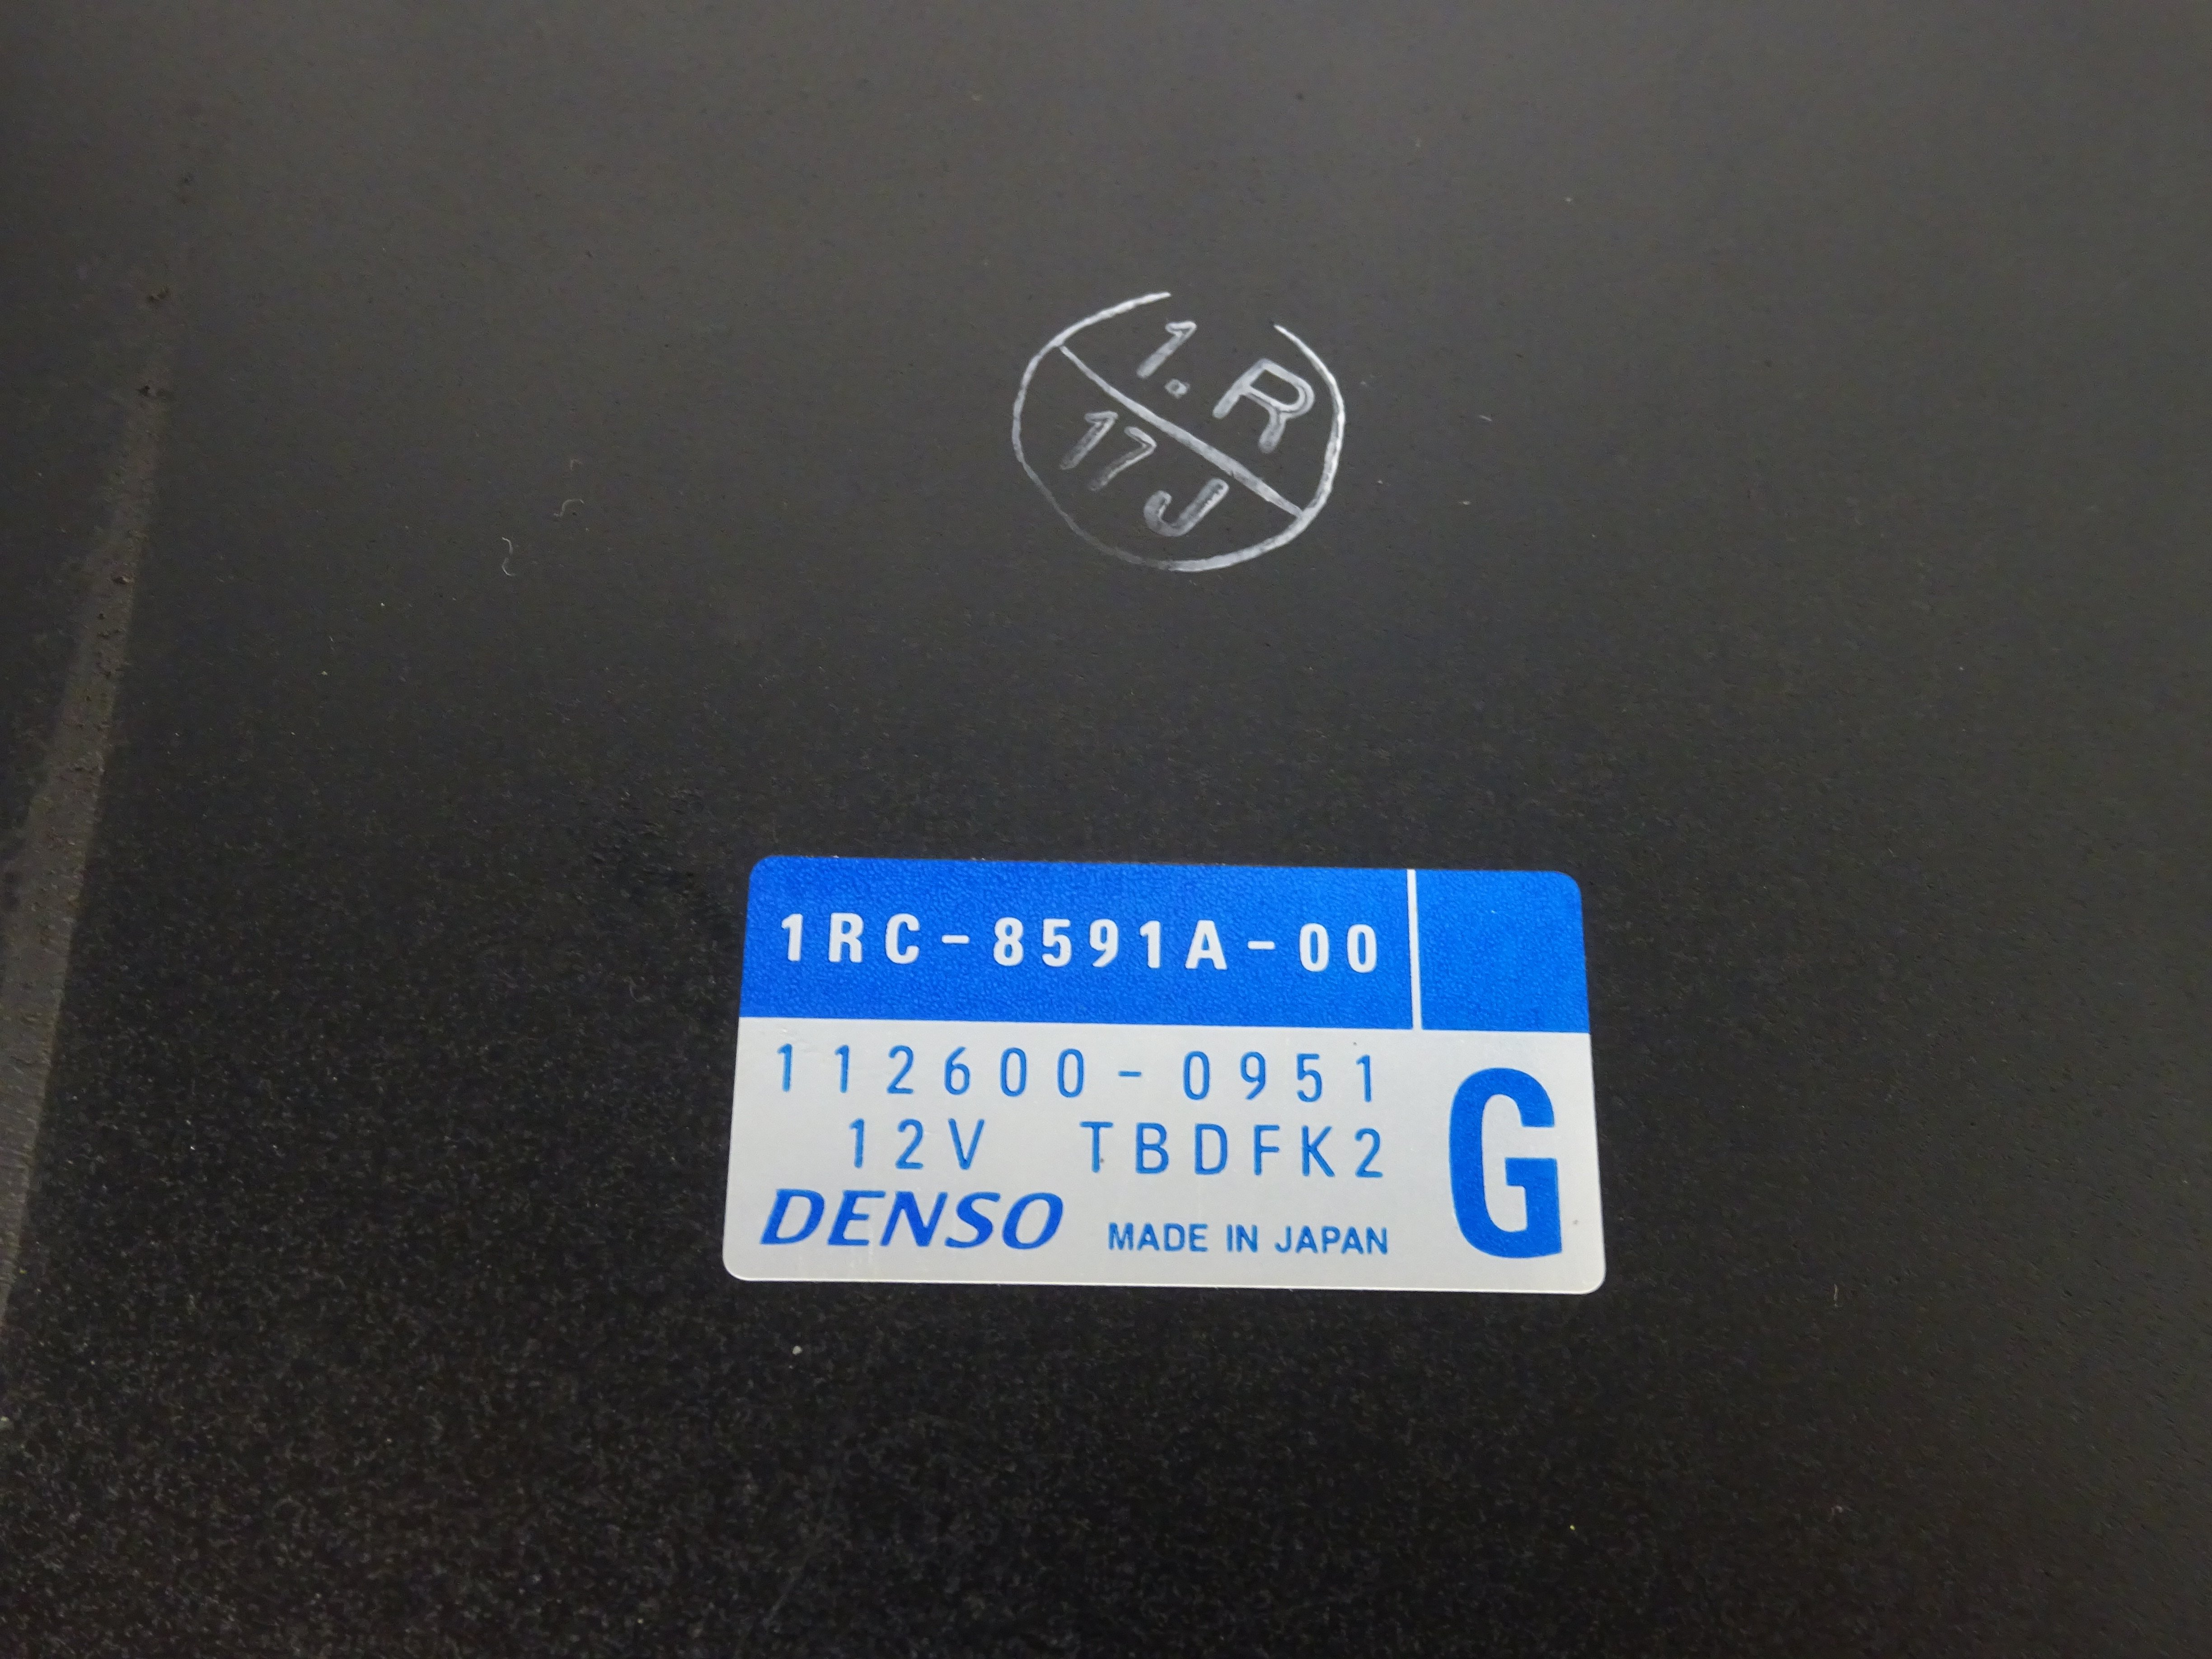 1.R
17J
1RC-8591A-00
112600-0951
12V TBDFK2
G
DENSO MADE IN JAPAN